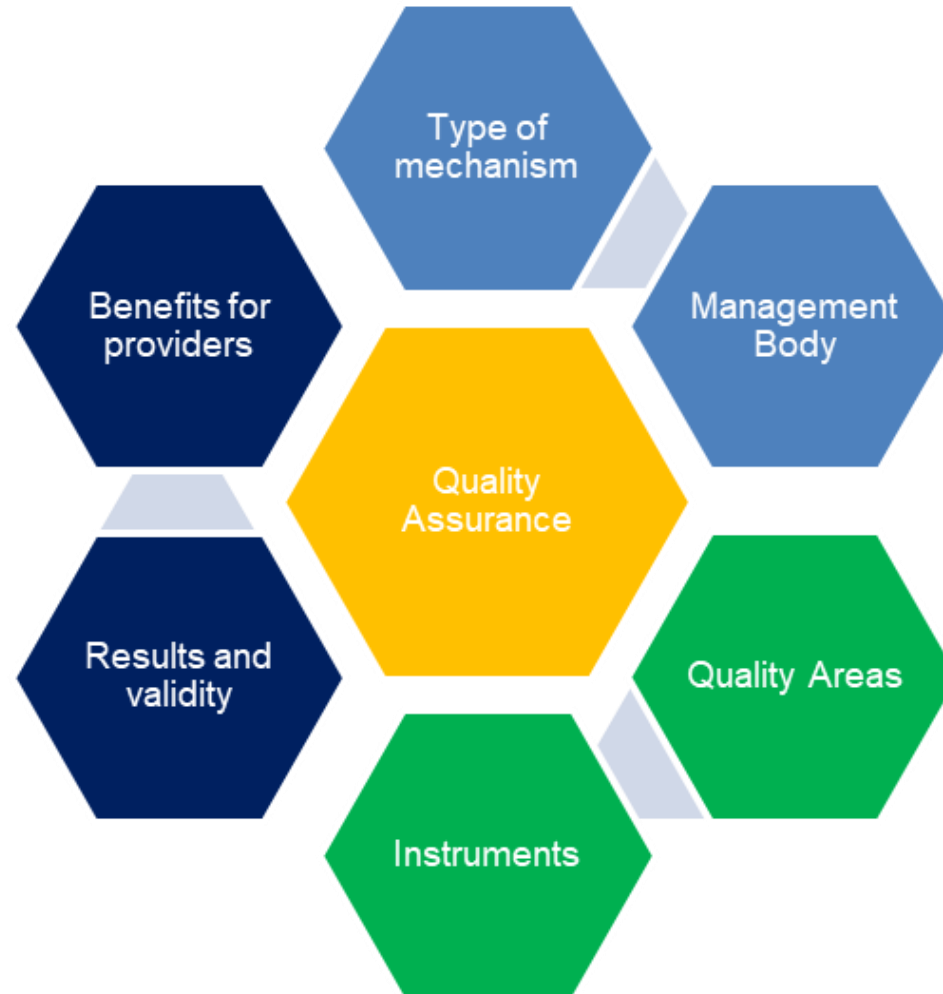 Type of
mechanism
Benefits for
providers
Management
Body
Quality
Assurance
Results and
validity
Quality Areas
Instruments